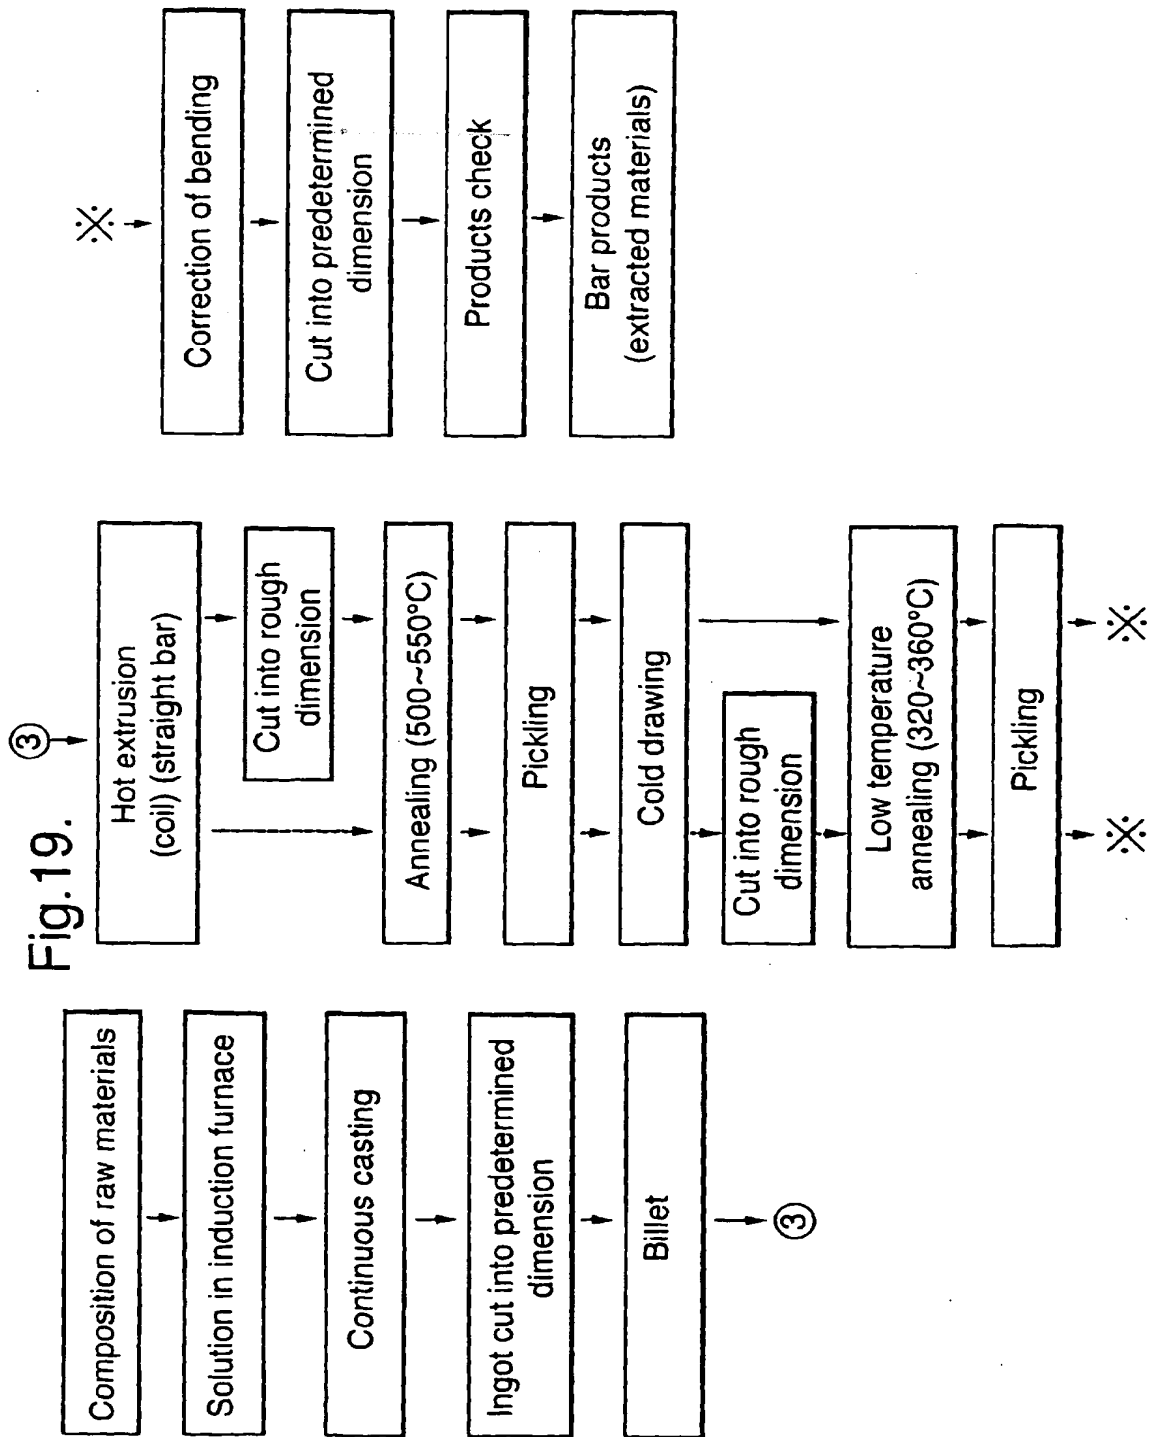 Fig.19.
Composition of raw materials
Solution in induction furnace
Continuous casting
Ingot cut into predetermined
dimension
Billet
③
③
Hot extrusion
(coil) (straight bar)
Cut into rough
dimension
Annealing (500~550°C)
Pickling
Cold drawing
Cut into rough
dimension
Low temperature
annealing (320~360°C)
Pickling
※
※
※
Correction of bending
Cut into predetermined
dimension
Products check
Bar products
(extracted materials)